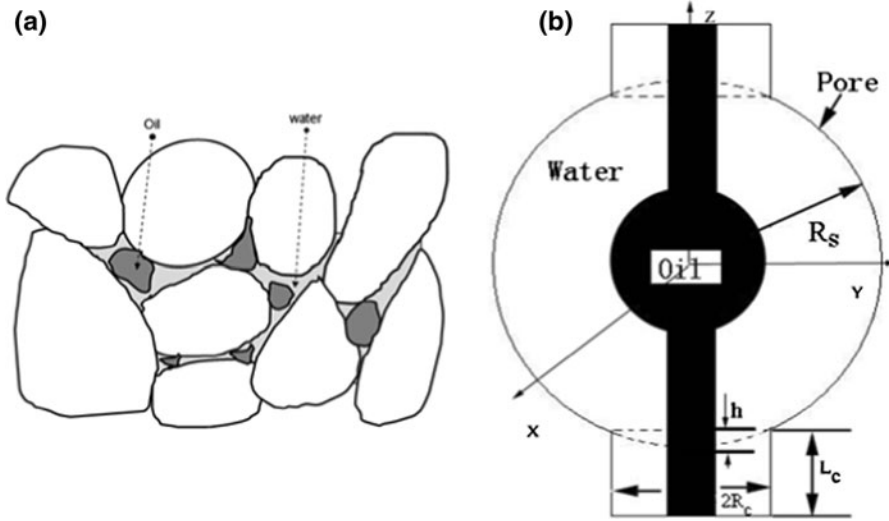 (a)
Oil
water
(b)
Z
Pore
Water
R_s
Oil
Y
X
h
L_c
2R_c